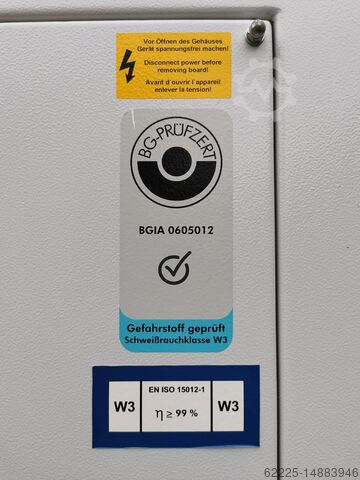 Vor Öffnen des Gehäuses
Gerät spannungsfrei machen!
Disconnect power before
removing board!
Avant d´ouvrir l´appareil
enlever la tension!
BG-PRÜFZERT
BGIA 0605012
Gefahrstoff geprüft
Schweißrauchklasse W3
W3
EN ISO 15012-1
η ≥ 99 %
W3
62225-14883946